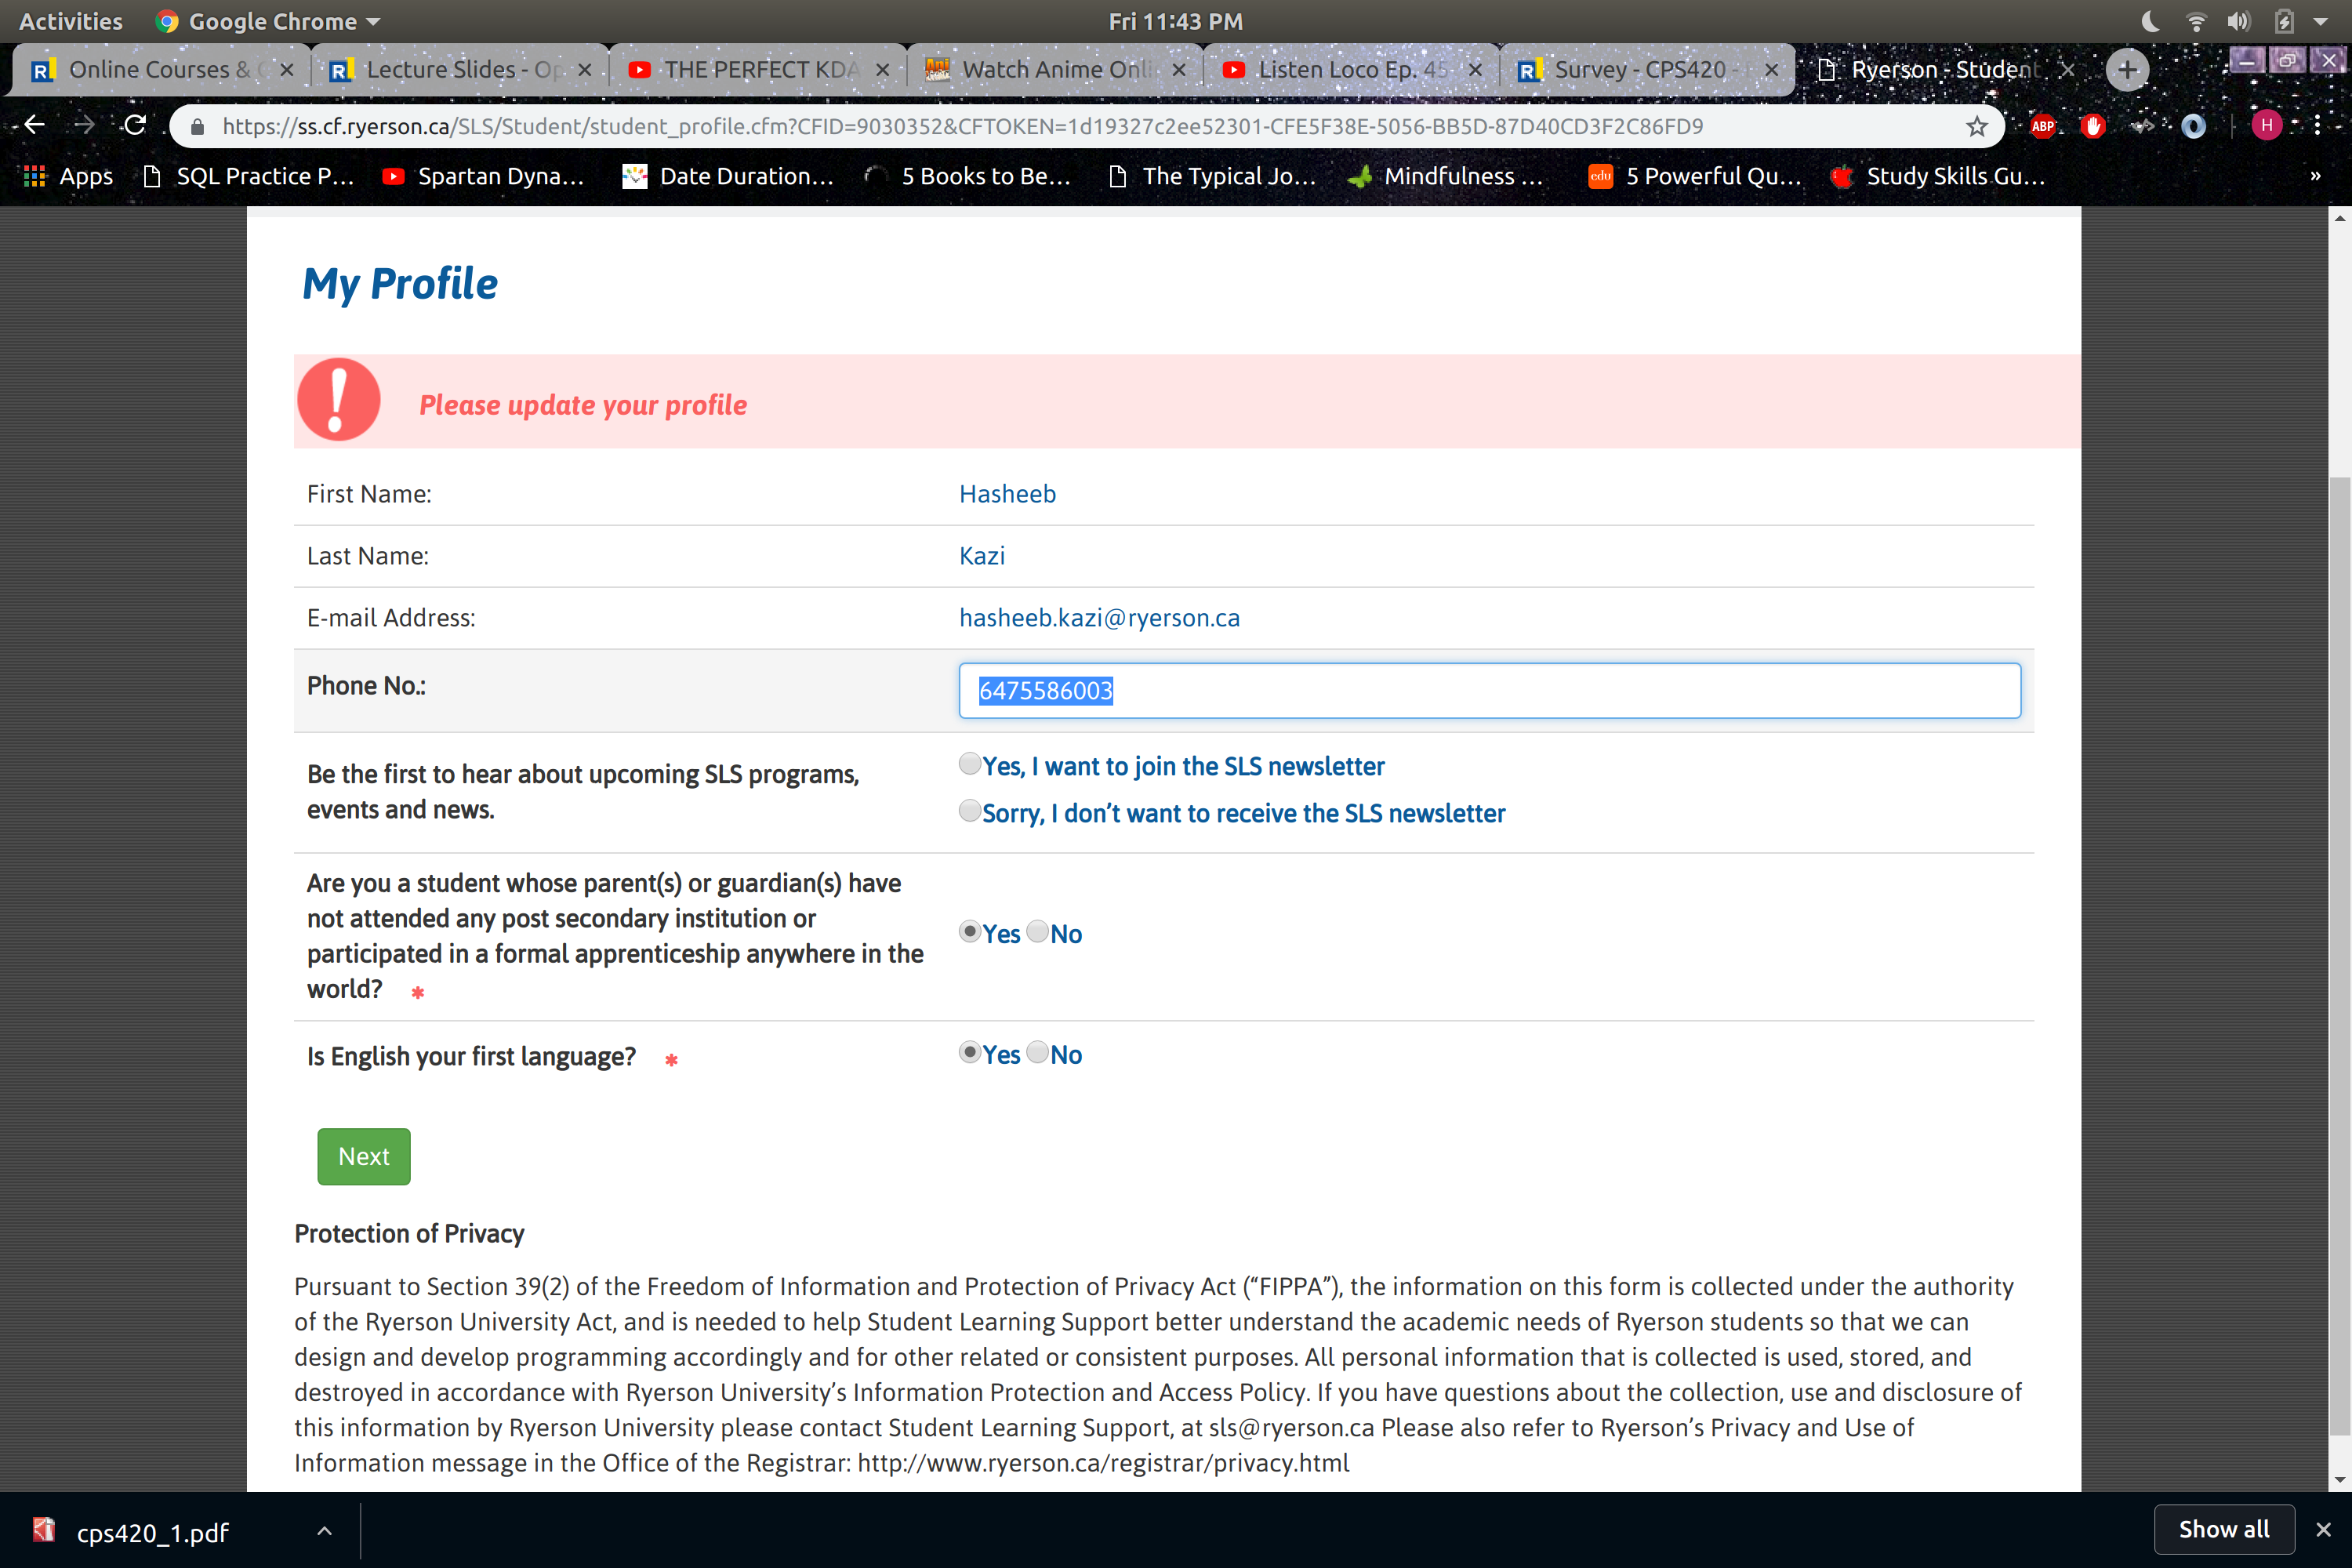 Activities Google Chrome Fri 11:43 PM
Online Courses & Lecture Slides - Op THE PERFECT KDA Watch Anime Onli Listen Loco Ep. 45 Survey - CPS420 - Ryerson - Student
https://ss.cf.ryerson.ca/SLS/Student/student_profile.cfm?CFID=9030352&CFTOKEN=1d19327c2ee52301-CFE5F38E-5056-BB5D-87D40CD3F2C86FD9 ABP H
Apps SQL Practice P... Spartan Dyna... Date Duration... 5 Books to Be... The Typical Jo... Mindfulness ... edu 5 Powerful Qu... Study Skills Gu... »
My Profile
Please update your profile
First Name: Hasheeb
Last Name: Kazi
E-mail Address: hasheeb.kazi@ryerson.ca
Phone No.: 6475586003
Be the first to hear about upcoming SLS programs,
events and news.
Yes, I want to join the SLS newsletter
Sorry, I don't want to receive the SLS newsletter
Are you a student whose parent(s) or guardian(s) have
not attended any post secondary institution or
participated in a formal apprenticeship anywhere in the
world? *
Yes No
Is English your first language? * Yes No
Next
Protection of Privacy
Pursuant to Section 39(2) of the Freedom of Information and Protection of Privacy Act (“FIPPA”), the information on this form is collected under the authority
of the Ryerson University Act, and is needed to help Student Learning Support better understand the academic needs of Ryerson students so that we can
design and develop programming accordingly and for other related or consistent purposes. All personal information that is collected is used, stored, and
destroyed in accordance with Ryerson University’s Information Protection and Access Policy. If you have questions about the collection, use and disclosure of
this information by Ryerson University please contact Student Learning Support, at sls@ryerson.ca Please also refer to Ryerson’s Privacy and Use of
Information message in the Office of the Registrar: http://www.ryerson.ca/registrar/privacy.html
cps420_1.pdf Show all